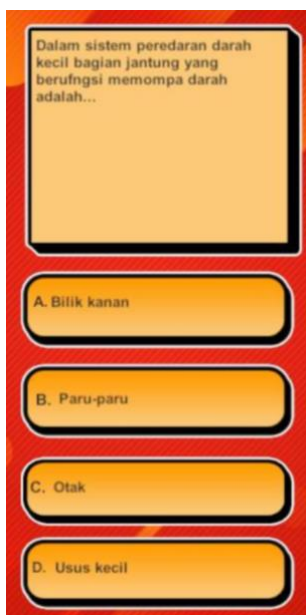 Dalam sistem peredaran darah
kecil bagian jantung yang
berufngsi memompa darah
adalah...
A. Bilik kanan
B. Paru-paru
C. Otak
D. Usus kecil